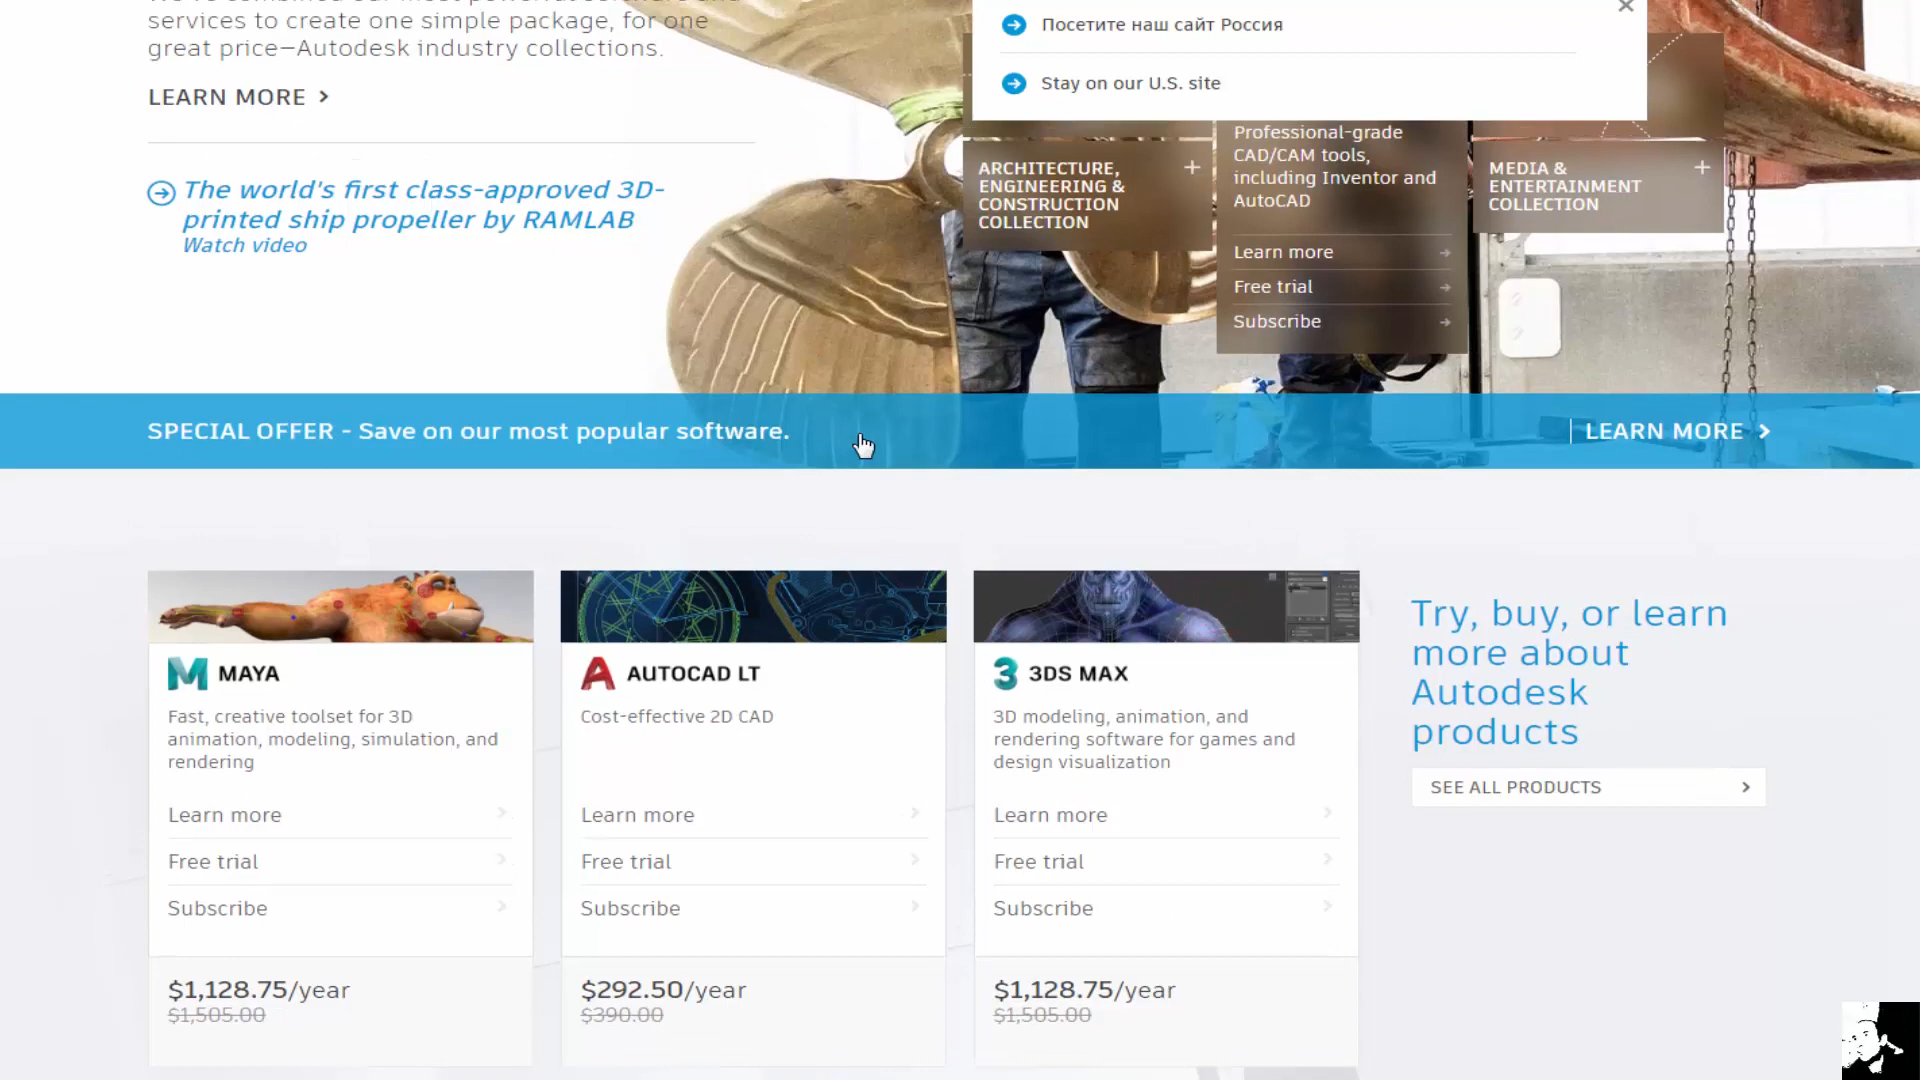 services to create one simple package, for one
great price—Autodesk industry collections.
LEARN MORE
The world's first class-approved 3D-
printed ship propeller by RAMLAB
Watch video
Посетите наш сайт Россия
Stay on our U.S. site
ARCHITECTURE,
ENGINEERING &
CONSTRUCTION
COLLECTION
Professional-grade
CAD/CAM tools,
including Inventor and
AutoCAD
Learn more
Free trial
Subscribe
MEDIA &
ENTERTAINMENT
COLLECTION
SPECIAL OFFER - Save on our most popular software.
LEARN MORE
MAYA
Fast, creative toolset for 3D
animation, modeling, simulation, and
rendering
Learn more
Free trial
Subscribe
$1,128.75/year
$1,505.00
AUTOCAD LT
Cost-effective 2D CAD
Learn more
Free trial
Subscribe
$292.50/year
$390.00
3DS MAX
3D modeling, animation, and
rendering software for games and
design visualization
Learn more
Free trial
Subscribe
$1,128.75/year
$1,505.00
Try, buy, or learn
more about
Autodesk
products
SEE ALL PRODUCTS